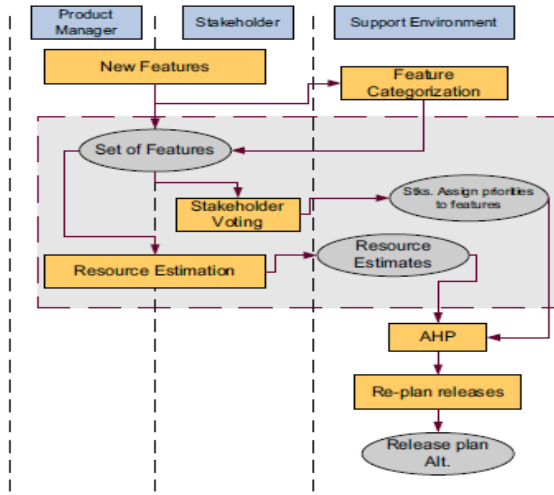 Product
Manager
Stakeholder
Support Environment
New Features
Feature
Categorization
Set of Features
Stakeholder
Voting
Stks. Assign priorities
to features
Resource Estimation
Resource
Estimates
AHP
Re-plan releases
Release plan
Alt.